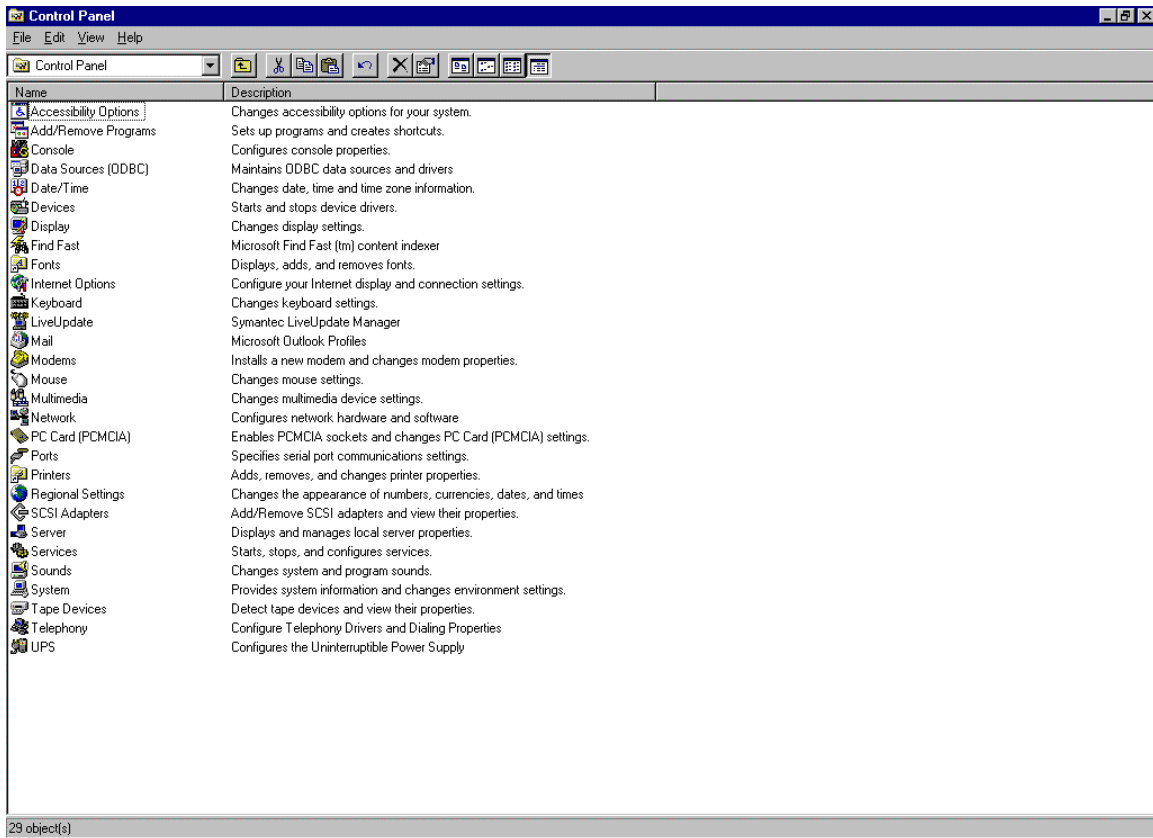 Control Panel
File Edit View Help
Control Panel
Name Description
Accessibility Options Changes accessibility options for your system.
Add/Remove Programs Sets up programs and creates shortcuts.
Console Configures console properties.
Data Sources (ODBC) Maintains ODBC data sources and drivers
Date/Time Changes date, time and time zone information.
Devices Starts and stops device drivers.
Display Changes display settings.
Find Fast Microsoft Find Fast (tm) content indexer
Fonts Displays, adds, and removes fonts.
Internet Options Configure your Internet display and connection settings.
Keyboard Changes keyboard settings.
LiveUpdate Symantec LiveUpdate Manager
Mail Microsoft Outlook Profiles
Modems Installs a new modem and changes modem properties.
Mouse Changes mouse settings.
Multimedia Changes multimedia device settings.
Network Configures network hardware and software
PC Card (PCMCIA) Enables PCMCIA sockets and changes PC Card (PCMCIA) settings.
Ports Specifies serial port communications settings.
Printers Adds, removes, and changes printer properties.
Regional Settings Changes the appearance of numbers, currencies, dates, and times
SCSI Adapters Add/Remove SCSI adapters and view their properties.
Server Displays and manages local server properties.
Services Starts, stops, and configures services.
Sounds Changes system and program sounds.
System Provides system information and changes environment settings.
Tape Devices Detect tape devices and view their properties.
Telephony Configure Telephony Drivers and Dialing Properties
UPS Configures the Uninterruptible Power Supply
29 object(s)